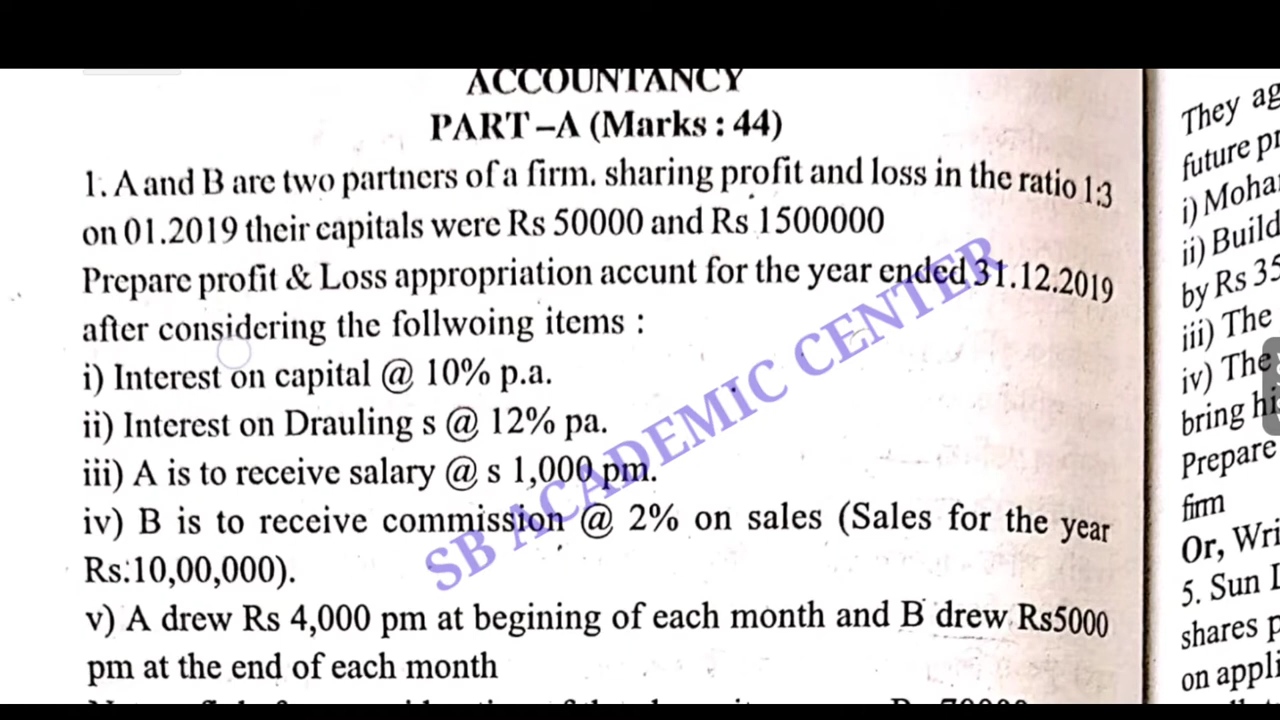 ACCOUNTANCY
PART –A (Marks : 44)
1. A and B are two partners of a firm. sharing profit and loss in the ratio 1:3
on 01.2019 their capitals were Rs 50000 and Rs 1500000
Prepare profit & Loss appropriation accunt for the year ended 31.12.2019
after considering the follwoing items :
i) Interest on capital @ 10% p.a.
ii) Interest on Drauling s @ 12% pa.
iii) A is to receive salary @ s 1,000 pm.
iv) B is to receive commission @ 2% on sales (Sales for the year
Rs:10,00,000).
v) A drew Rs 4,000 pm at begining of each month and B drew Rs5000
pm at the end of each month
SB ACADEMIC CENTER
They
future
i) Moha
ii) Build
by Rs 35
iii) The
iv) The
bring
Prepare
firm
Or, Wri
5. Sun
shares
on appli